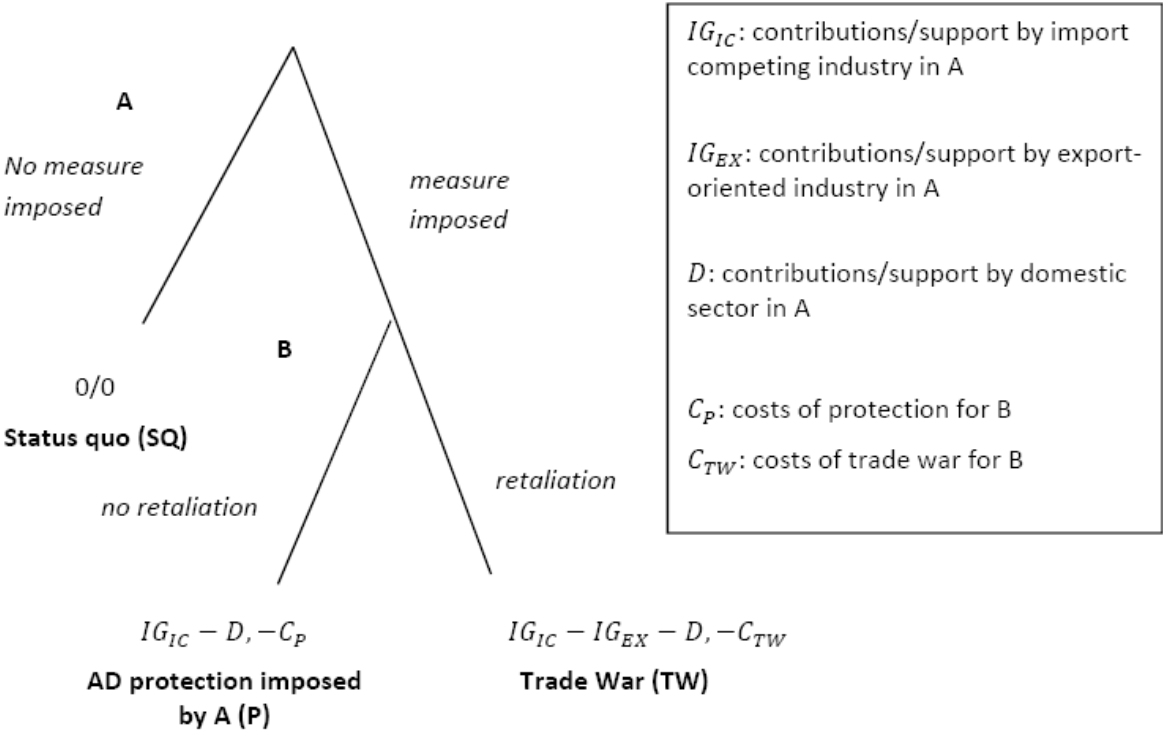 A
No measure
imposed
measure
imposed
B
0/0
Status quo (SQ)
no retaliation
retaliation
𝐼𝐺_𝐼𝐶 − 𝐷, −𝐶_𝑃
AD protection imposed
by A (P)
𝐼𝐺_𝐼𝐶 − 𝐼𝐺_𝐸𝑋 − 𝐷, −𝐶_𝑇𝑊
Trade War (TW)
𝐼𝐺_𝐼𝐶: contributions/support by import
competing industry in A
𝐼𝐺_𝐸𝑋: contributions/support by export-
oriented industry in A
𝐷: contributions/support by domestic
sector in A
𝐶_𝑃: costs of protection for B
𝐶_𝑇𝑊: costs of trade war for B